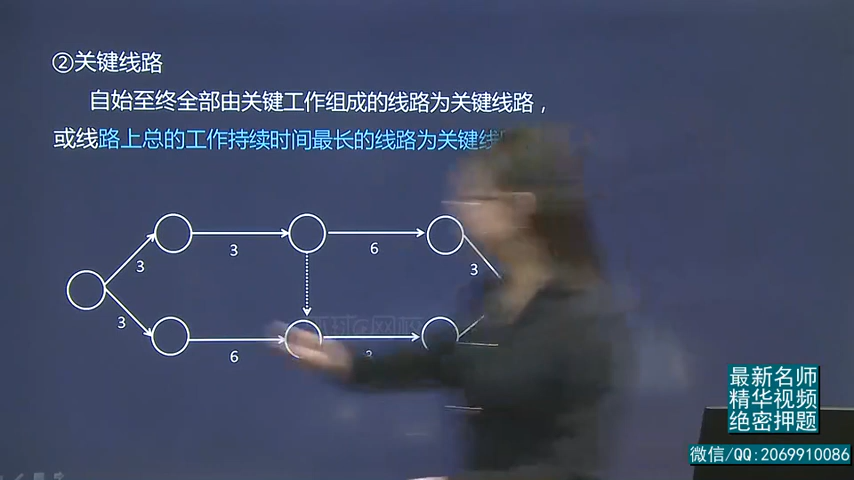 ②关键线路
自始至终全部由关键工作组成的线路为关键线路，
或线路上总的工作持续时间最长的线路为关键线
3
3
6
3
3
6
最新名师
精华视频
绝密押题
微信/QQ:2069910086